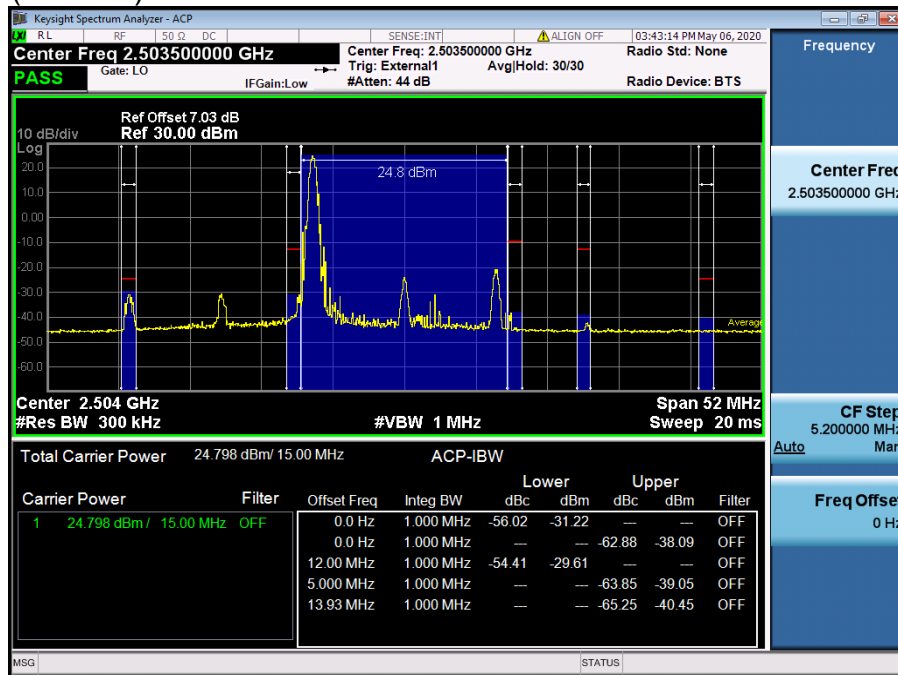 Keysight Spectrum Analyzer - ACP
LXI RL RF 50 Ω DC SENSE:INT ALIGN OFF 03:43:14 PM May 06, 2020
Center Freq 2.503500000 GHz Center Freq: 2.503500000 GHz Radio Std: None
Gate: LO Trig: External1 Avg|Hold: 30/30
PASS IFGain:Low #Atten: 44 dB Radio Device: BTS
Ref Offset 7.03 dB
10 dB/div Ref 30.00 dBm
Log
20.0
24.8 dBm
10.0
0.00
-10.0
-20.0
-30.0
-40.0
Average
-50.0
-60.0
Center 2.504 GHz Span 52 MHz
#Res BW 300 kHz #VBW 1 MHz Sweep 20 ms
Total Carrier Power 24.798 dBm/ 15.00 MHz ACP-IBW
Lower Upper
Carrier Power Filter Offset Freq Integ BW dBc dBm dBc dBm Filter
1 24.798 dBm / 15.00 MHz OFF 0.0 Hz 1.000 MHz -56.02 -31.22 --- --- OFF
0.0 Hz 1.000 MHz --- --- -62.88 -38.09 OFF
12.00 MHz 1.000 MHz -54.41 -29.61 --- --- OFF
5.000 MHz 1.000 MHz --- --- -63.85 -39.05 OFF
13.93 MHz 1.000 MHz --- --- -65.25 -40.45 OFF
MSG STATUS
Frequency
Center Freq
2.503500000 GHz
CF Step
5.200000 MHz
Auto Man
Freq Offset
0 Hz